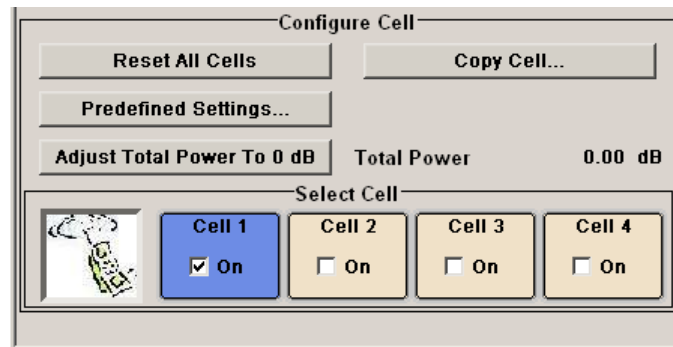 Configure Cell
Reset All Cells
Copy Cell...
Predefined Settings...
Adjust Total Power To 0 dB
Total Power
0.00 dB
Select Cell
Cell 1
Cell 2
Cell 3
Cell 4
On
On
On
On